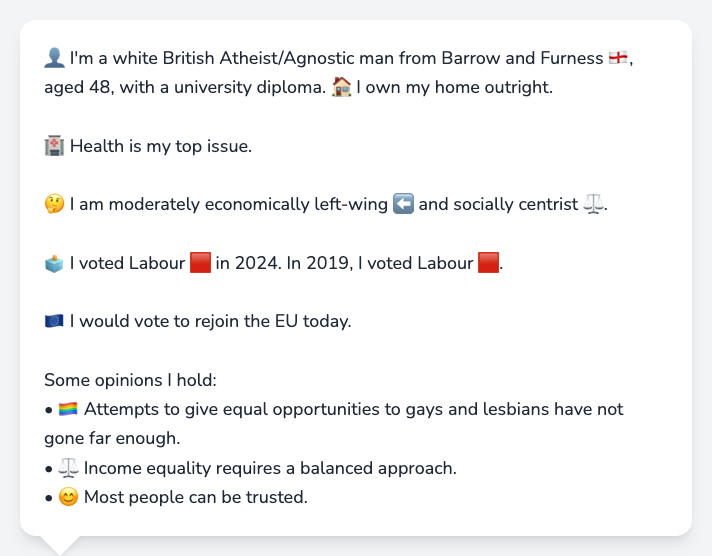 👤 I'm a white British Atheist/Agnostic man from Barrow and Furness 🏴󠁧󠁢󠁥󠁮󠁧󠁿,
aged 48, with a university diploma. 🏠 I own my home outright.
🏥 Health is my top issue.
🤔 I am moderately economically left-wing ⬅️ and socially centrist ⚖️.
🗳️ I voted Labour 🟥 in 2024. In 2019, I voted Labour 🟥.
🇪🇺 I would vote to rejoin the EU today.
Some opinions I hold:
• 🏳️‍🌈 Attempts to give equal opportunities to gays and lesbians have not
gone far enough.
• ⚖️ Income equality requires a balanced approach.
• 😊 Most people can be trusted.